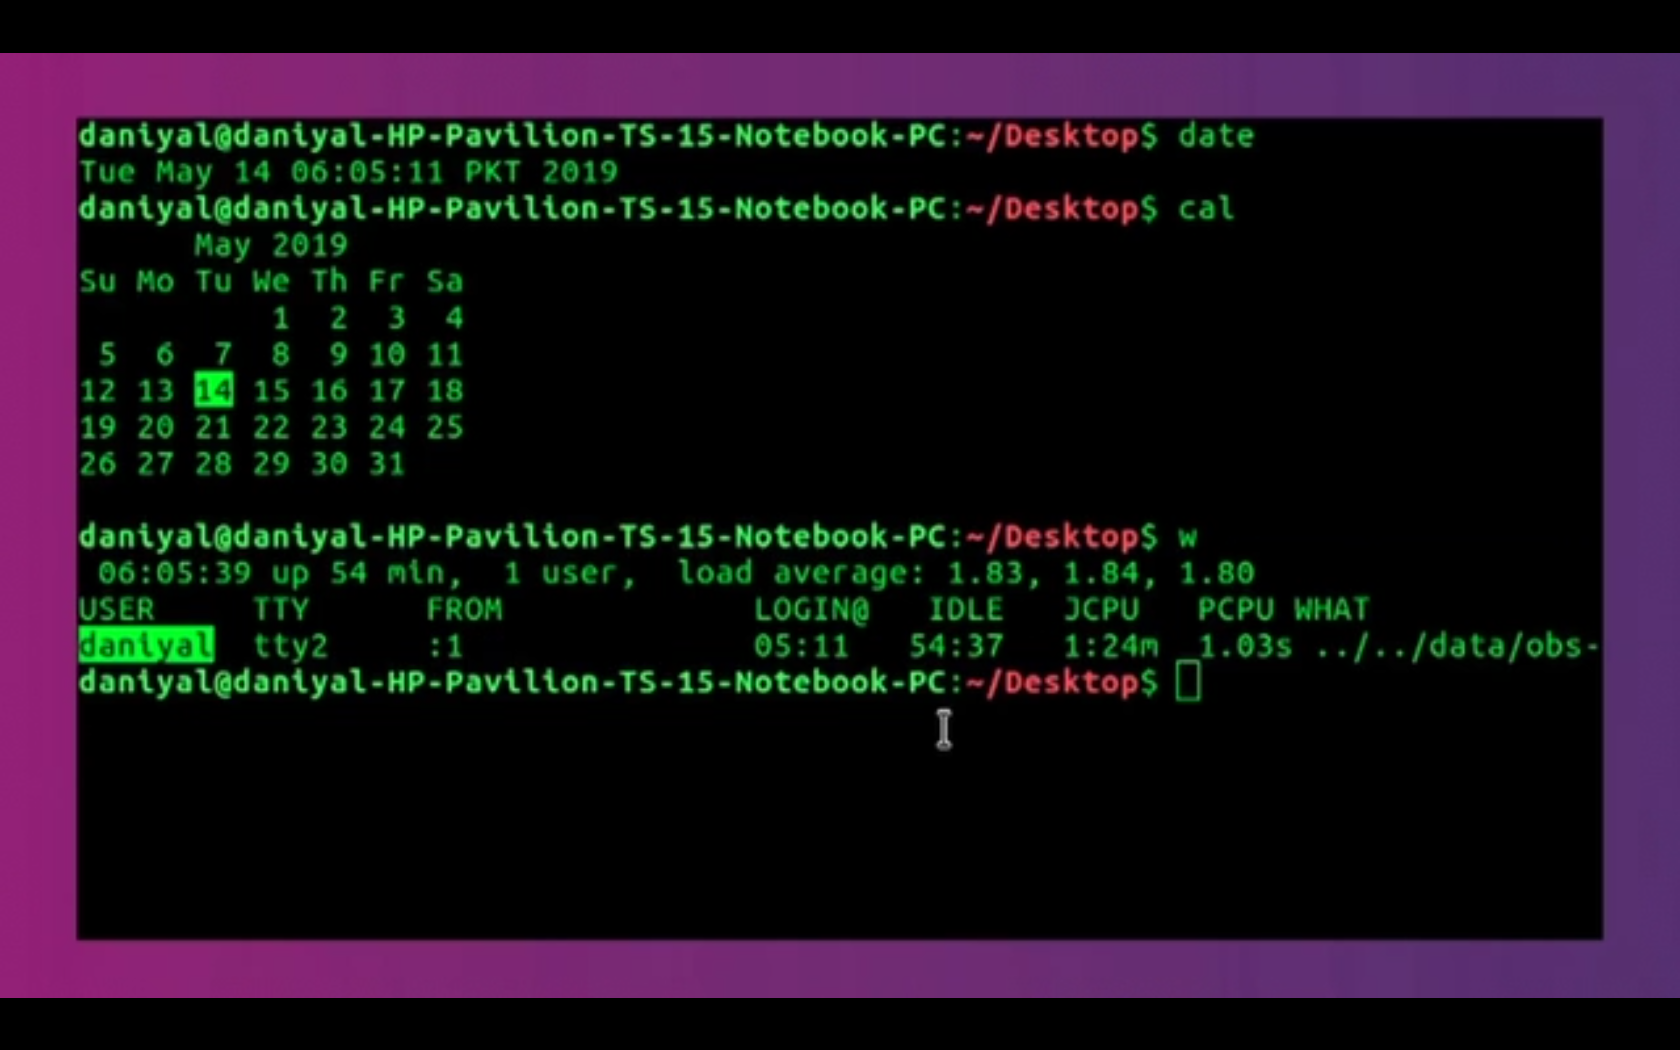 daniyal@daniyal-HP-Pavilion-TS-15-Notebook-PC:~/Desktop$ date
Tue May 14 06:05:11 PKT 2019
daniyal@daniyal-HP-Pavilion-TS-15-Notebook-PC:~/Desktop$ cal
      May 2019
Su Mo Tu We Th Fr Sa
          1  2  3  4
 5  6  7  8  9 10 11
12 13 14 15 16 17 18
19 20 21 22 23 24 25
26 27 28 29 30 31
daniyal@daniyal-HP-Pavilion-TS-15-Notebook-PC:~/Desktop$ w
 06:05:39 up 54 min,  1 user,  load average: 1.83, 1.84, 1.80
USER     TTY      FROM             LOGIN@   IDLE   JCPU   PCPU WHAT
daniyal  tty2     :1               05:11   54:37   1:24m  1.03s ../../data/obs-
daniyal@daniyal-HP-Pavilion-TS-15-Notebook-PC:~/Desktop$